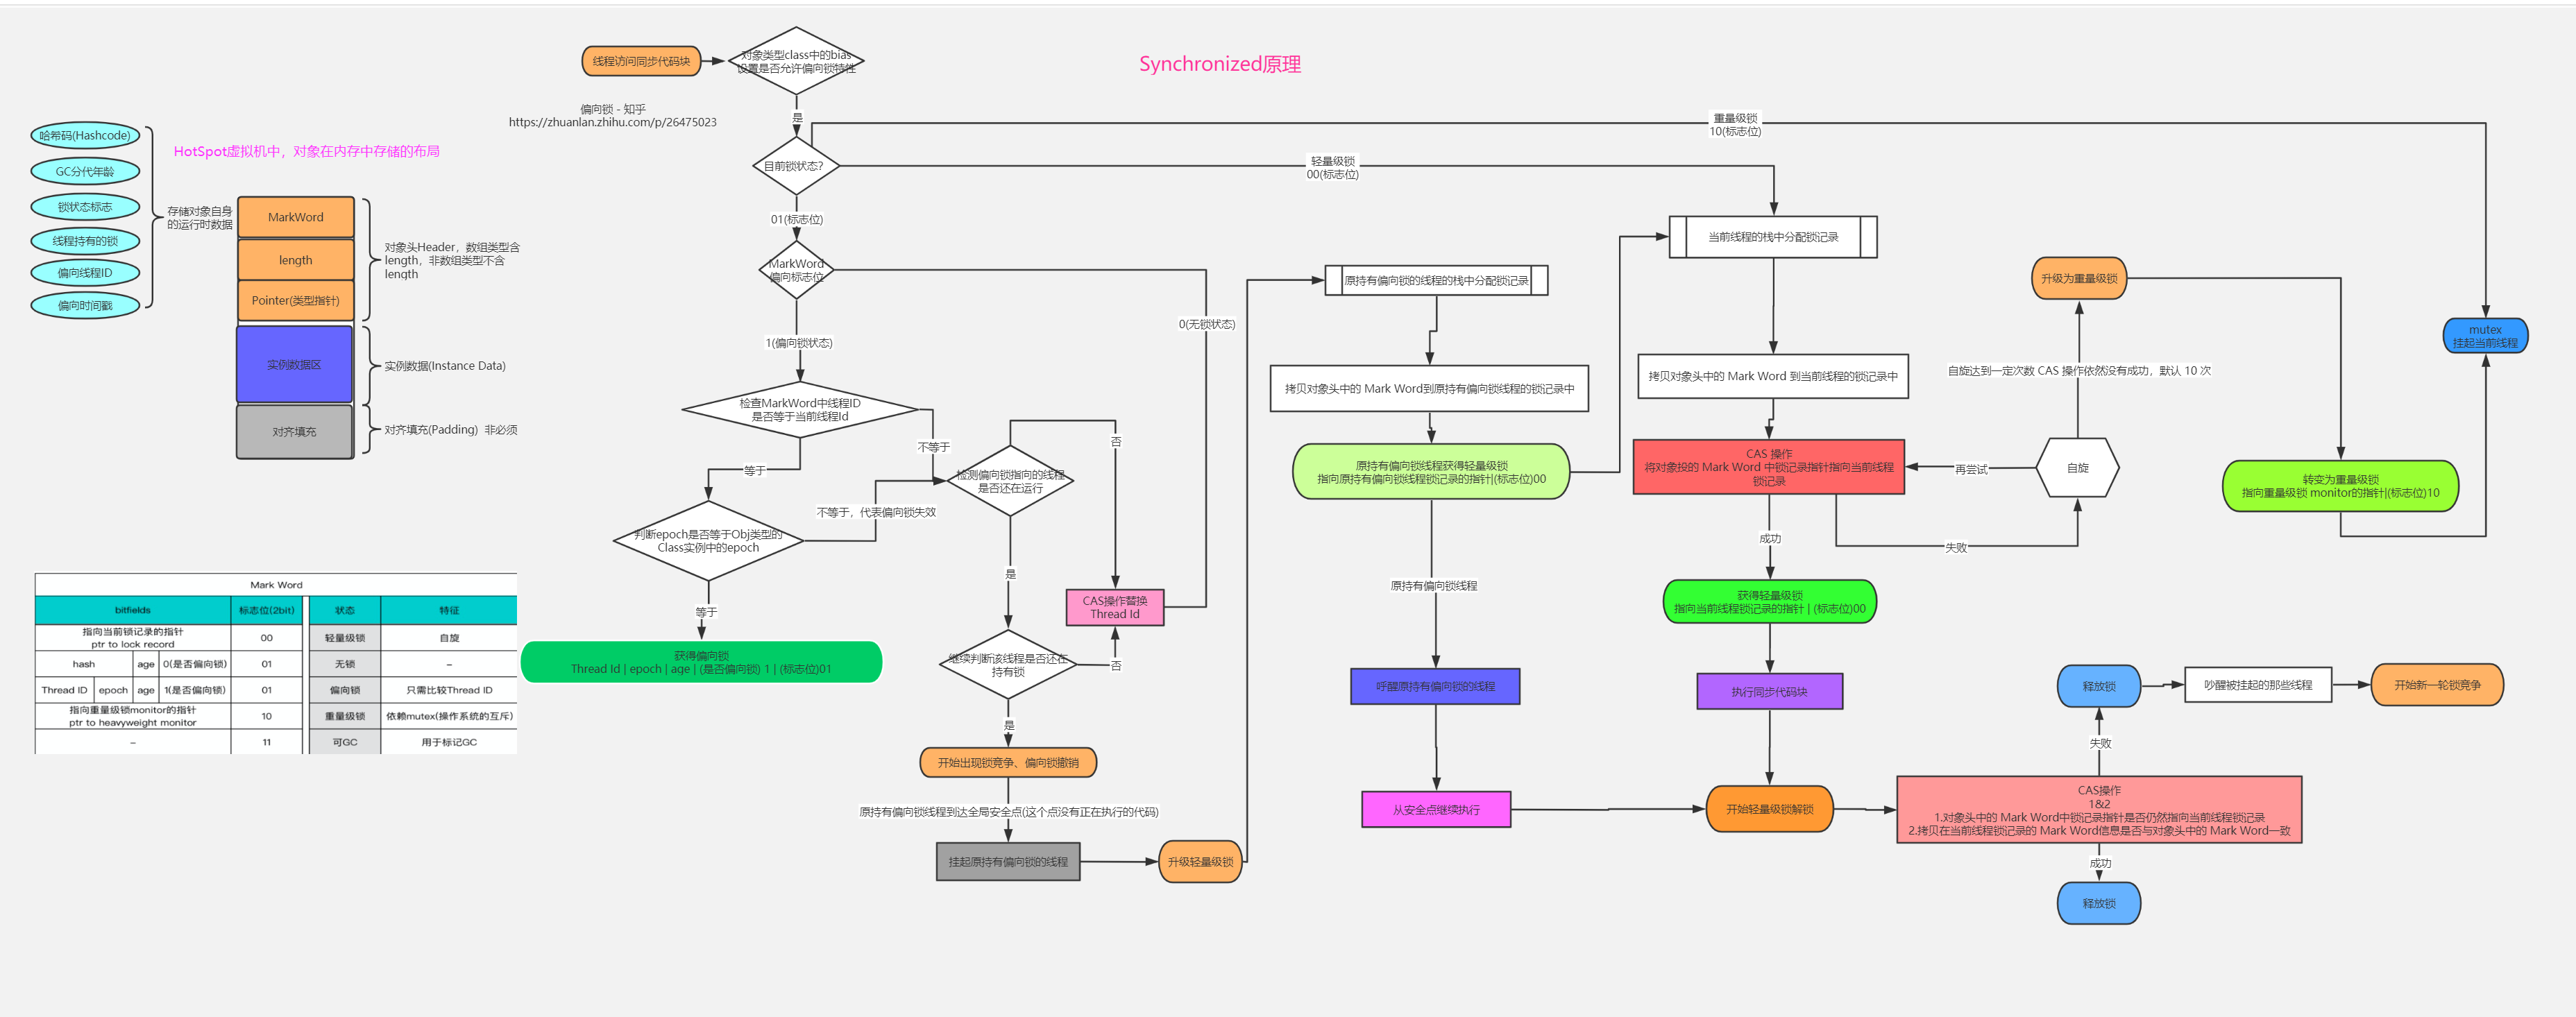 Synchronized原理
线程访问同步代码块
对象类型class中的bias
设置是否允许偏向锁特性
偏向锁 - 知乎
https://zhuanlan.zhihu.com/p/26475023
是
重量级锁
10(标志位)
目前锁状态?
轻量级锁
00(标志位)
01(标志位)
MarkWord
偏向标志位
0(无锁状态)
1(偏向锁状态)
检查MarkWord中线程ID
是否等于当前线程Id
等于
不等于
判断epoch是否等于Obj类型的
Class实例中的epoch
不等于，代表偏向锁失效
等于
获得偏向锁
Thread Id | epoch | age | (是否偏向锁) 1 | (标志位)01
检测偏向锁指向的线程
是否还在运行
否
是
CAS操作替换
Thread Id
继续判断该线程是否还在
持有锁
否
是
开始出现锁竞争、偏向锁撤销
原持有偏向锁线程到达全局安全点(这个点没有正在执行的代码)
挂起原持有偏向锁的线程
升级轻量级锁
原持有偏向锁的线程的栈中分配锁记录
拷贝对象头中的 Mark Word到原持有偏向锁线程的锁记录中
原持有偏向锁线程获得轻量级锁
指向原持有偏向锁线程锁记录的指针|(标志位)00
原持有偏向锁线程
呼醒原持有偏向锁的线程
从安全点继续执行
当前线程的栈中分配锁记录
拷贝对象头中的 Mark Word 到当前线程的锁记录中
CAS 操作
将对象投的 Mark Word 中锁记录指针指向当前线程
锁记录
成功
失败
再尝试
自旋
自旋达到一定次数 CAS 操作依然没有成功，默认 10 次
升级为重量级锁
转变为重量级锁
指向重量级锁 monitor的指针|(标志位)10
mutex
挂起当前线程
获得轻量级锁
指向当前线程锁记录的指针 | (标志位)00
执行同步代码块
开始轻量级锁解锁
CAS操作
1&2
1.对象头中的 Mark Word中锁记录指针是否仍然指向当前线程锁记录
2.拷贝在当前线程锁记录的 Mark Word信息是否与对象头中的 Mark Word一致
失败
释放锁
吵醒被挂起的那些线程
开始新一轮锁竞争
成功
释放锁
HotSpot虚拟机中，对象在内存中存储的布局
哈希码(Hashcode)
GC分代年龄
锁状态标志
线程持有的锁
偏向线程ID
偏向时间戳
存储对象自身
的运行时数据
MarkWord
length
Pointer(类型指针)
对象头Header，数组类型含
length，非数组类型不含
length
实例数据区
实例数据(Instance Data)
对齐填充
对齐填充(Padding) 非必须
Mark Word
bitfields 标志位(2bit) 状态 特征
指向当前锁记录的指针
ptr to lock record 00 轻量级锁 自旋
hash age 0(是否偏向锁) 01 无锁 –
Thread ID epoch age 1(是否偏向锁) 01 偏向锁 只需比较Thread ID
指向重量级锁monitor的指针
ptr to heavyweight monitor 10 重量级锁 依赖mutex(操作系统的互斥)
– 11 可GC 用于标记GC